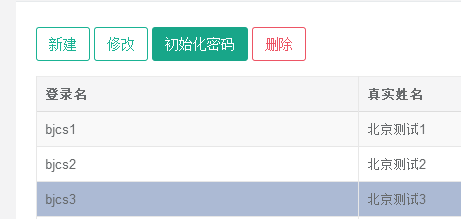 新建 修改 初始化密码 删除
登录名 真实姓名
bjcs1 北京测试1
bjcs2 北京测试2
bjcs3 北京测试3